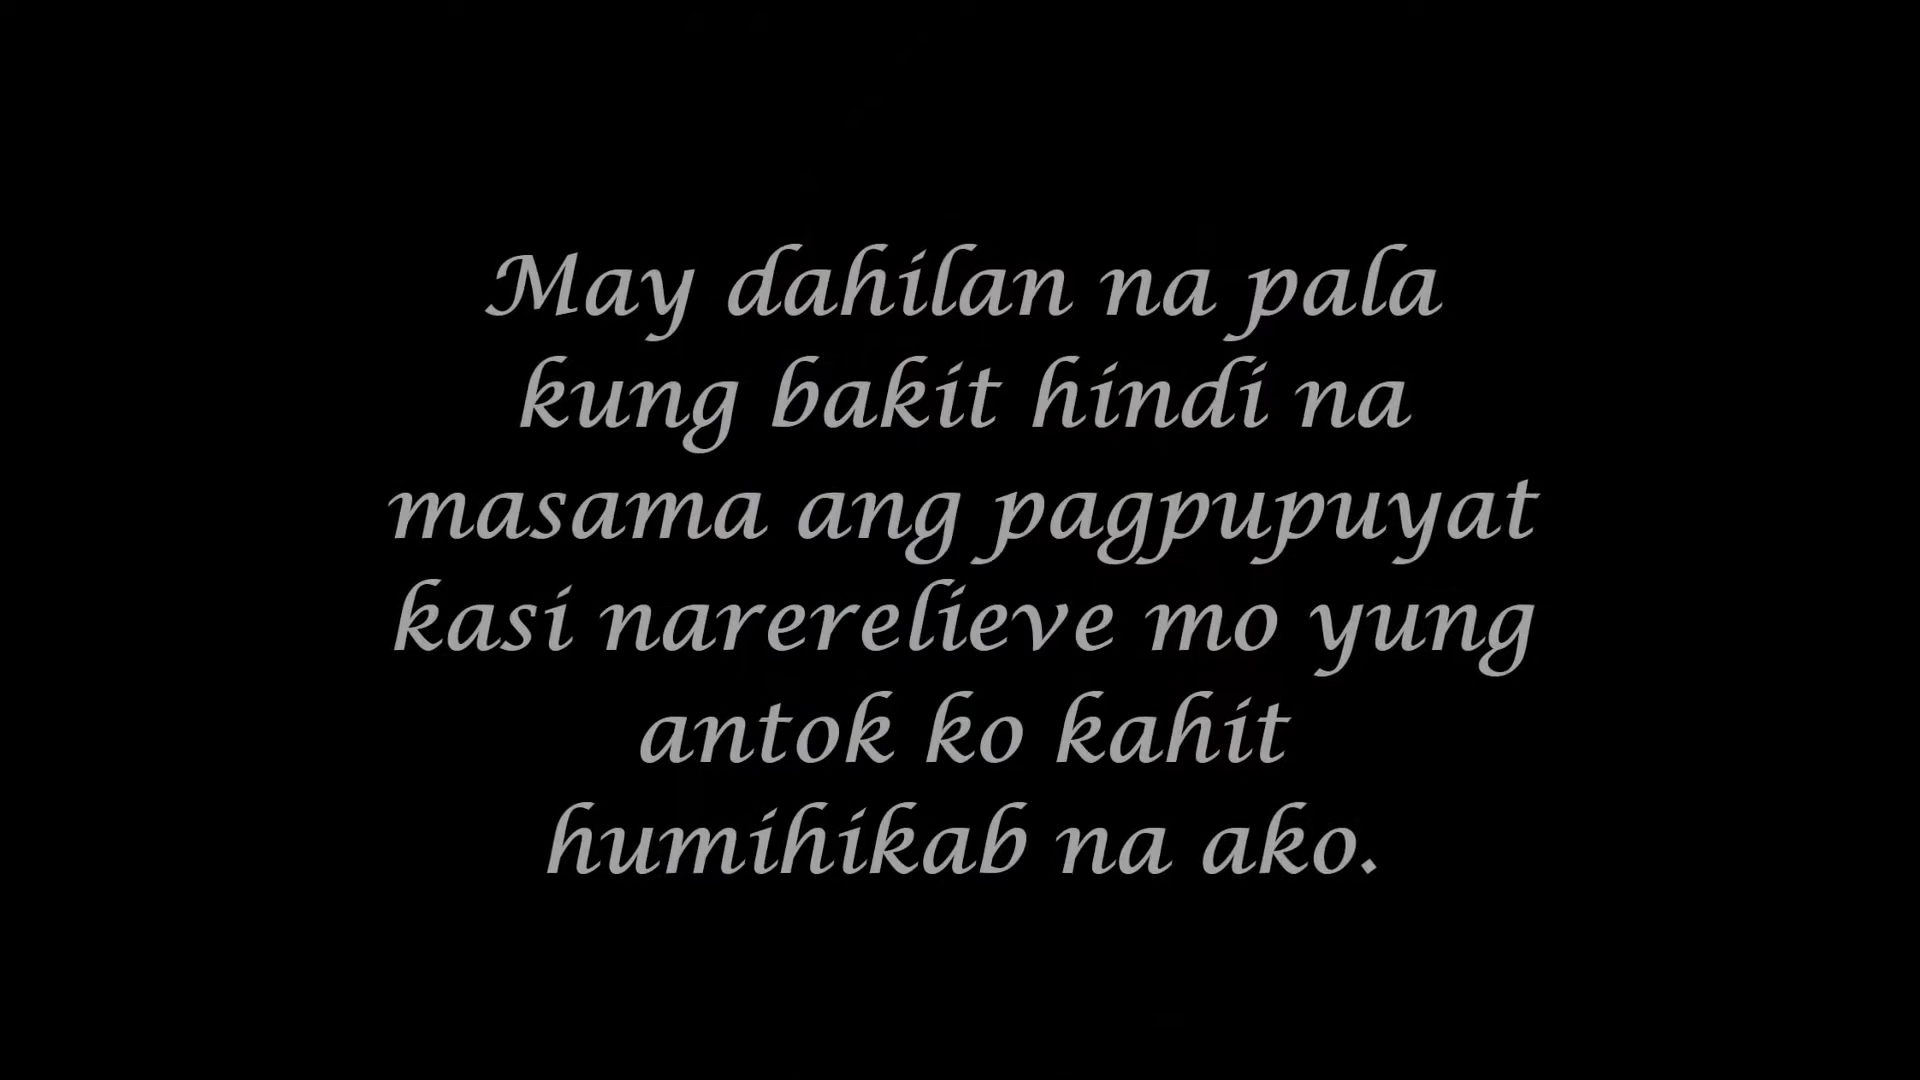 May dahilan na pala
kung bakit hindi na
masama ang pagpupuyat
kasi narerelieve mo yung
antok ko kahit
humihikab na ako.